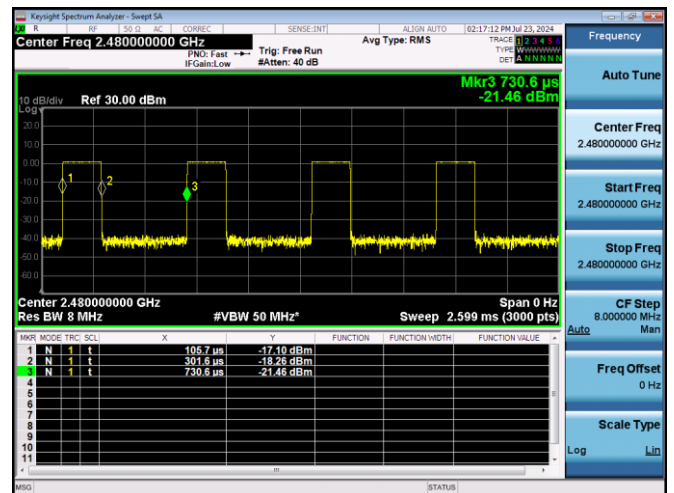 Keysight Spectrum Analyzer - Swept SA
R RF 50 Ω AC CORREC SENSE:INT ALIGN AUTO 02:17:12 PM Jul 23, 2024
Center Freq 2.480000000 GHz
PNO: Fast
IFGain:Low
Trig: Free Run
#Atten: 40 dB
Avg Type: RMS
TRACE 1 2 3 4 5 6
TYPE WWWWWW
DET A N N N N N
Mkr3 730.6 µs
-21.46 dBm
10 dB/div Ref 30.00 dBm
Log
20.0
10.0
0.00
-10.0
-20.0
-30.0
-40.0
-50.0
-60.0
1
2
3
Center 2.480000000 GHz Span 0 Hz
Res BW 8 MHz #VBW 50 MHz* Sweep 2.599 ms (3000 pts)
MKR MODE TRC SCL X Y FUNCTION FUNCTION WIDTH FUNCTION VALUE
1 N 1 t 105.7 µs -17.10 dBm
2 N 1 t 301.6 µs -18.26 dBm
3 N 1 t 730.6 µs -21.46 dBm
4
5
6
7
8
9
10
11
MSG STATUS
Frequency
Auto Tune
Center Freq
2.480000000 GHz
Start Freq
2.480000000 GHz
Stop Freq
2.480000000 GHz
CF Step
8.000000 MHz
Auto Man
Freq Offset
0 Hz
Scale Type
Log Lin